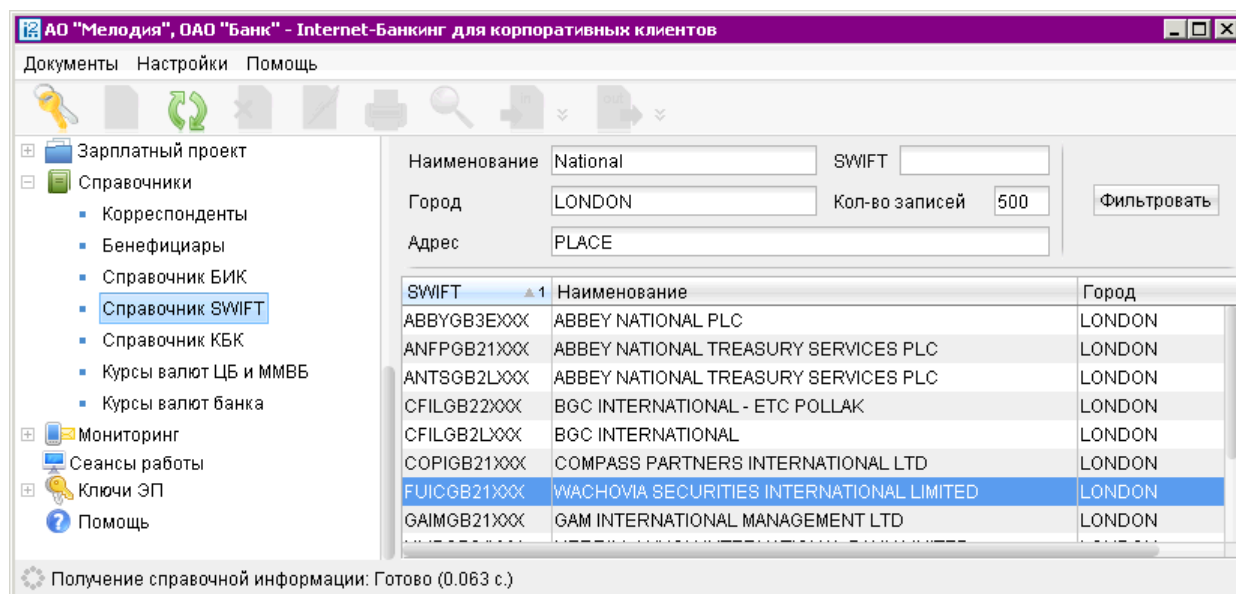 АО "Мелодия", ОАО "Банк" - Internet-Банкинг для корпоративных клиентов
Документы Настройки Помощь
in out
Зарплатный проект
Справочники
Корреспонденты
Бенефициары
Справочник БИК
Справочник SWIFT
Справочник КБК
Курсы валют ЦБ и ММВБ
Курсы валют банка
Мониторинг
Сеансы работы
Ключи ЭП
Помощь
Наименование National SWIFT
Город LONDON Кол-во записей 500 Фильтровать
Адрес PLACE
SWIFT 1 Наименование Город
ABBYGB3EXXX ABBEY NATIONAL PLC LONDON
ANFPGB21XXX ABBEY NATIONAL TREASURY SERVICES PLC LONDON
ANTSGB2LXXX ABBEY NATIONAL TREASURY SERVICES PLC LONDON
CFILGB22XXX BGC INTERNATIONAL - ETC POLLAK LONDON
CFILGB2LXXX BGC INTERNATIONAL LONDON
COPIGB21XXX COMPASS PARTNERS INTERNATIONAL LTD LONDON
FUICGB21XXX WACHOVIA SECURITIES INTERNATIONAL LIMITED LONDON
GAIMGB21XXX GAM INTERNATIONAL MANAGEMENT LTD LONDON
Получение справочной информации: Готово (0.063 с.)